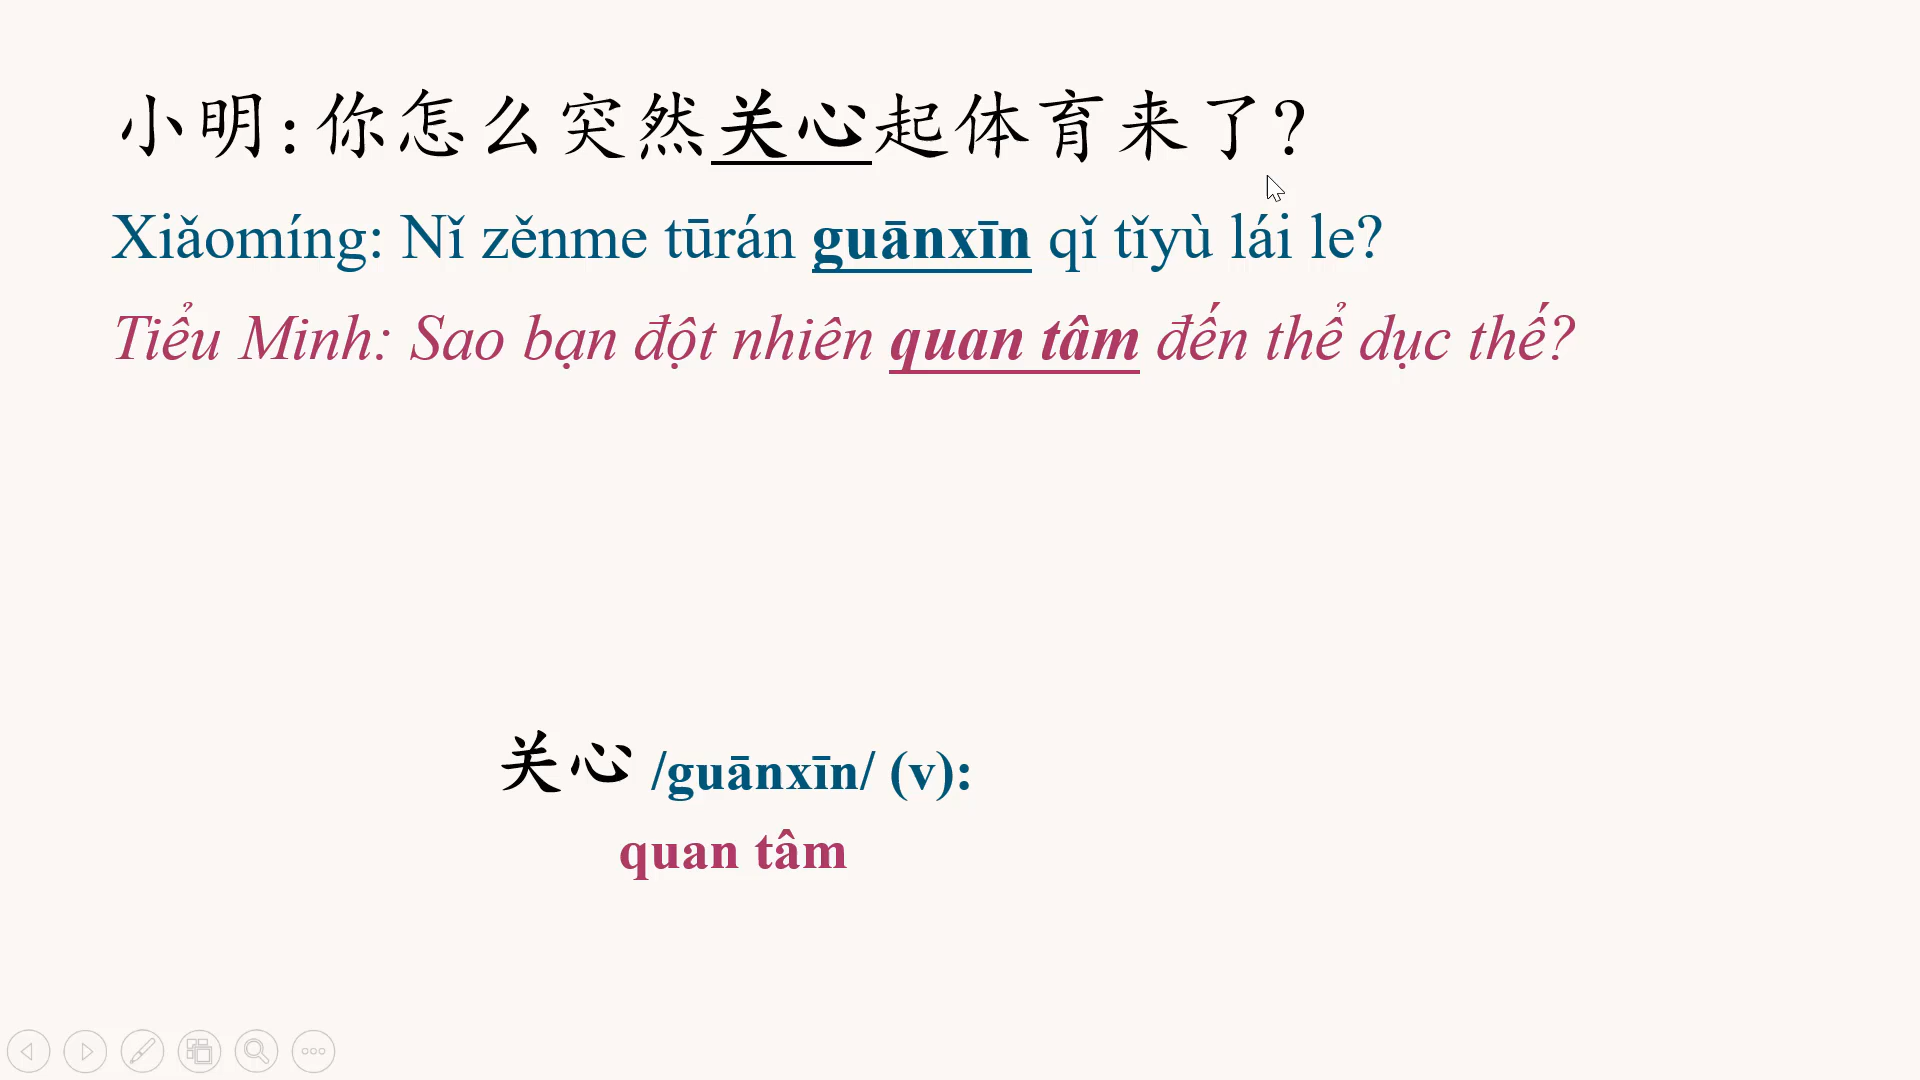 小明:你怎么突然关心起体育来了?
Xiǎomíng: Nǐ zěnme tūrán guānxīn qǐ tǐyù lái le?
Tiểu Minh: Sao bạn đột nhiên quan tâm đến thể dục thế?
关心 /guānxīn/ (v):
quan tâm